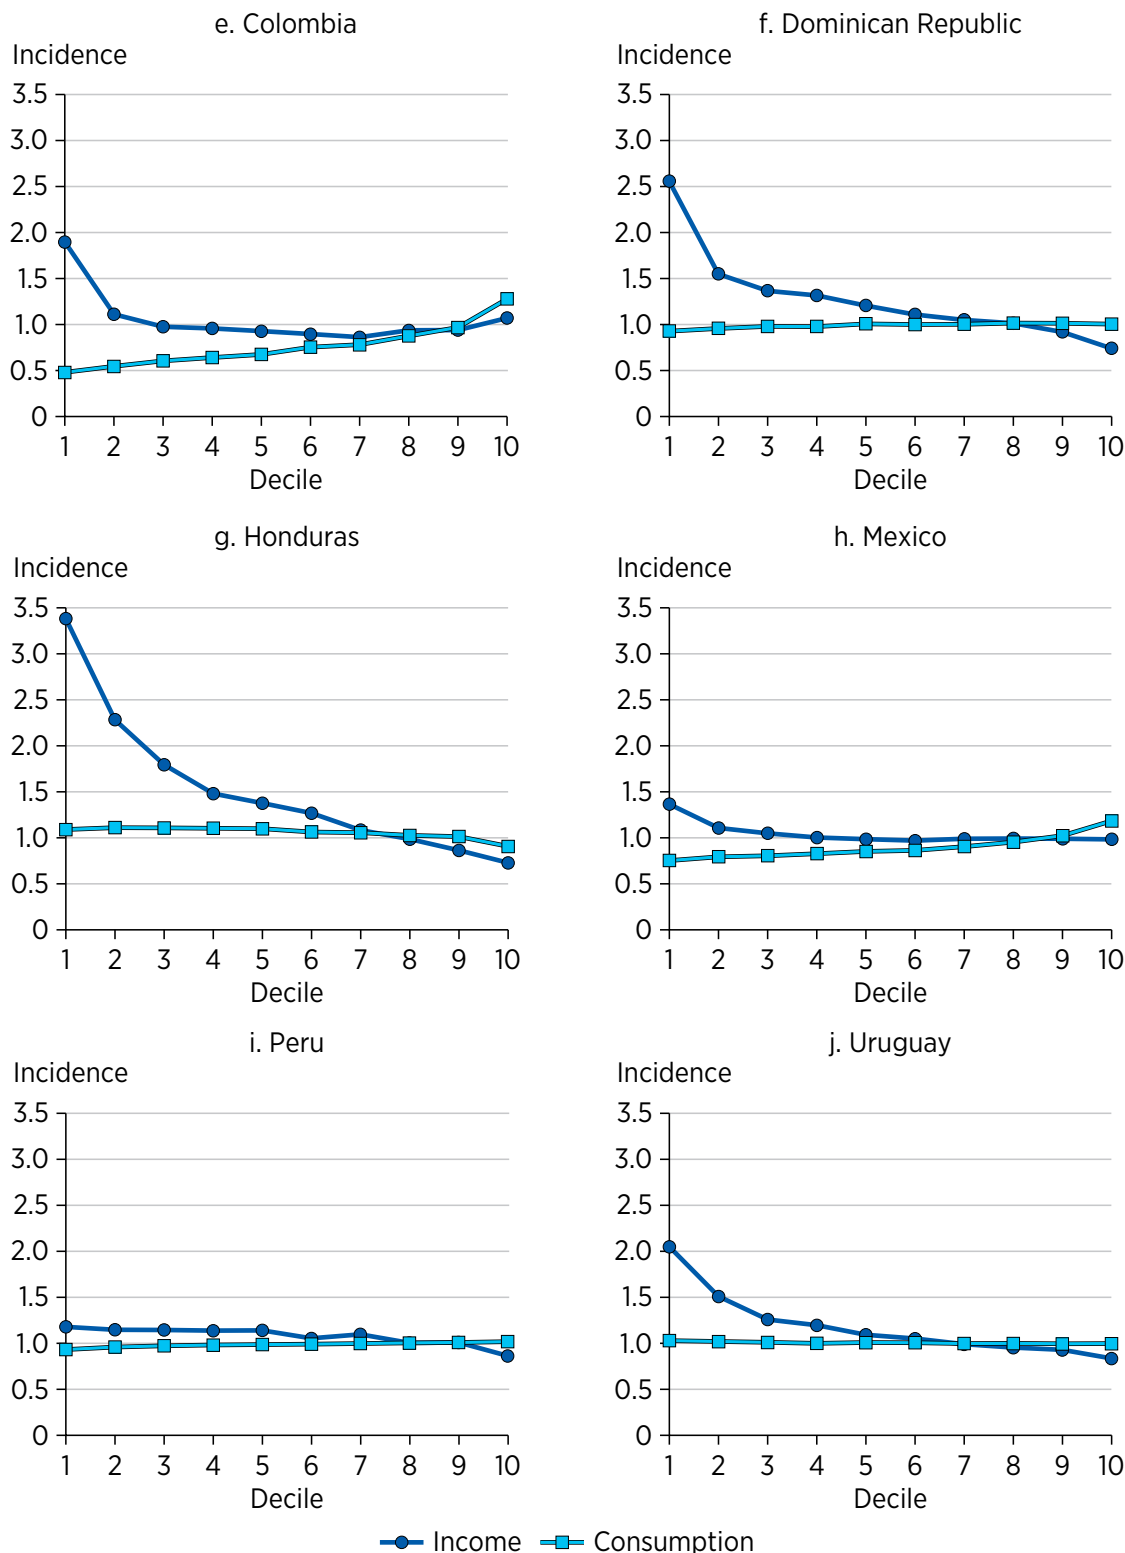 e. Colombia
Incidence
3.5
3.0
2.5
2.0
1.5
1.0
0.5
0
1 2 3 4 5 6 7 8 9 10
Decile
f. Dominican Republic
Incidence
3.5
3.0
2.5
2.0
1.5
1.0
0.5
0
1 2 3 4 5 6 7 8 9 10
Decile
g. Honduras
Incidence
3.5
3.0
2.5
2.0
1.5
1.0
0.5
0
1 2 3 4 5 6 7 8 9 10
Decile
h. Mexico
Incidence
3.5
3.0
2.5
2.0
1.5
1.0
0.5
0
1 2 3 4 5 6 7 8 9 10
Decile
i. Peru
Incidence
3.5
3.0
2.5
2.0
1.5
1.0
0.5
0
1 2 3 4 5 6 7 8 9 10
Decile
j. Uruguay
Incidence
3.5
3.0
2.5
2.0
1.5
1.0
0.5
0
1 2 3 4 5 6 7 8 9 10
Decile
Income Consumption